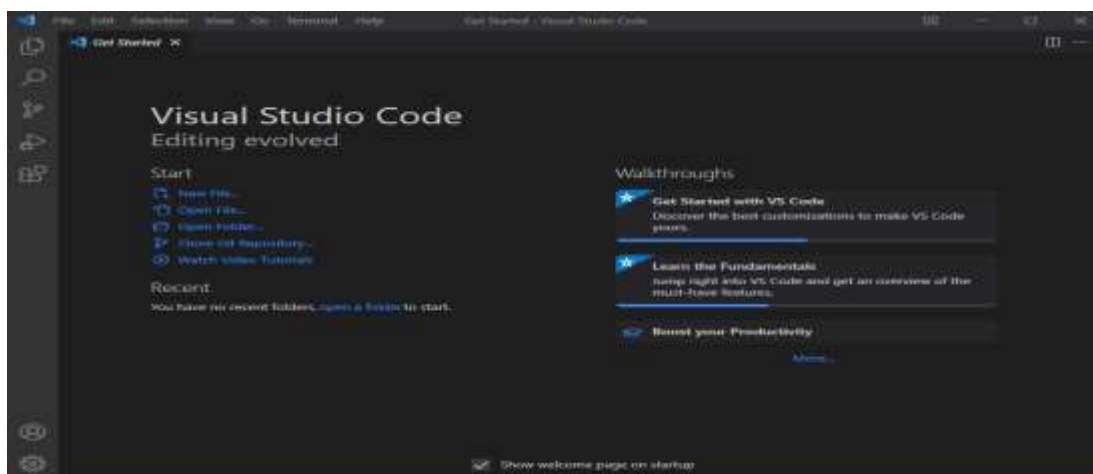 File Edit Selection View Go Terminal Help
Get Started - Visual Studio Code
Get Started
Visual Studio Code
Editing evolved
Start
New File...
Open File...
Open Folder...
Clone Git Repository...
Watch Video Tutorials
Recent
You have no recent folders, open a folder to start.
Walkthroughs
Get Started with VS Code
Discover the best customizations to make VS Code
yours.
Learn the Fundamentals
Jump right into VS Code and get an overview of the
must-have features.
Boost your Productivity
More...
Show welcome page on startup